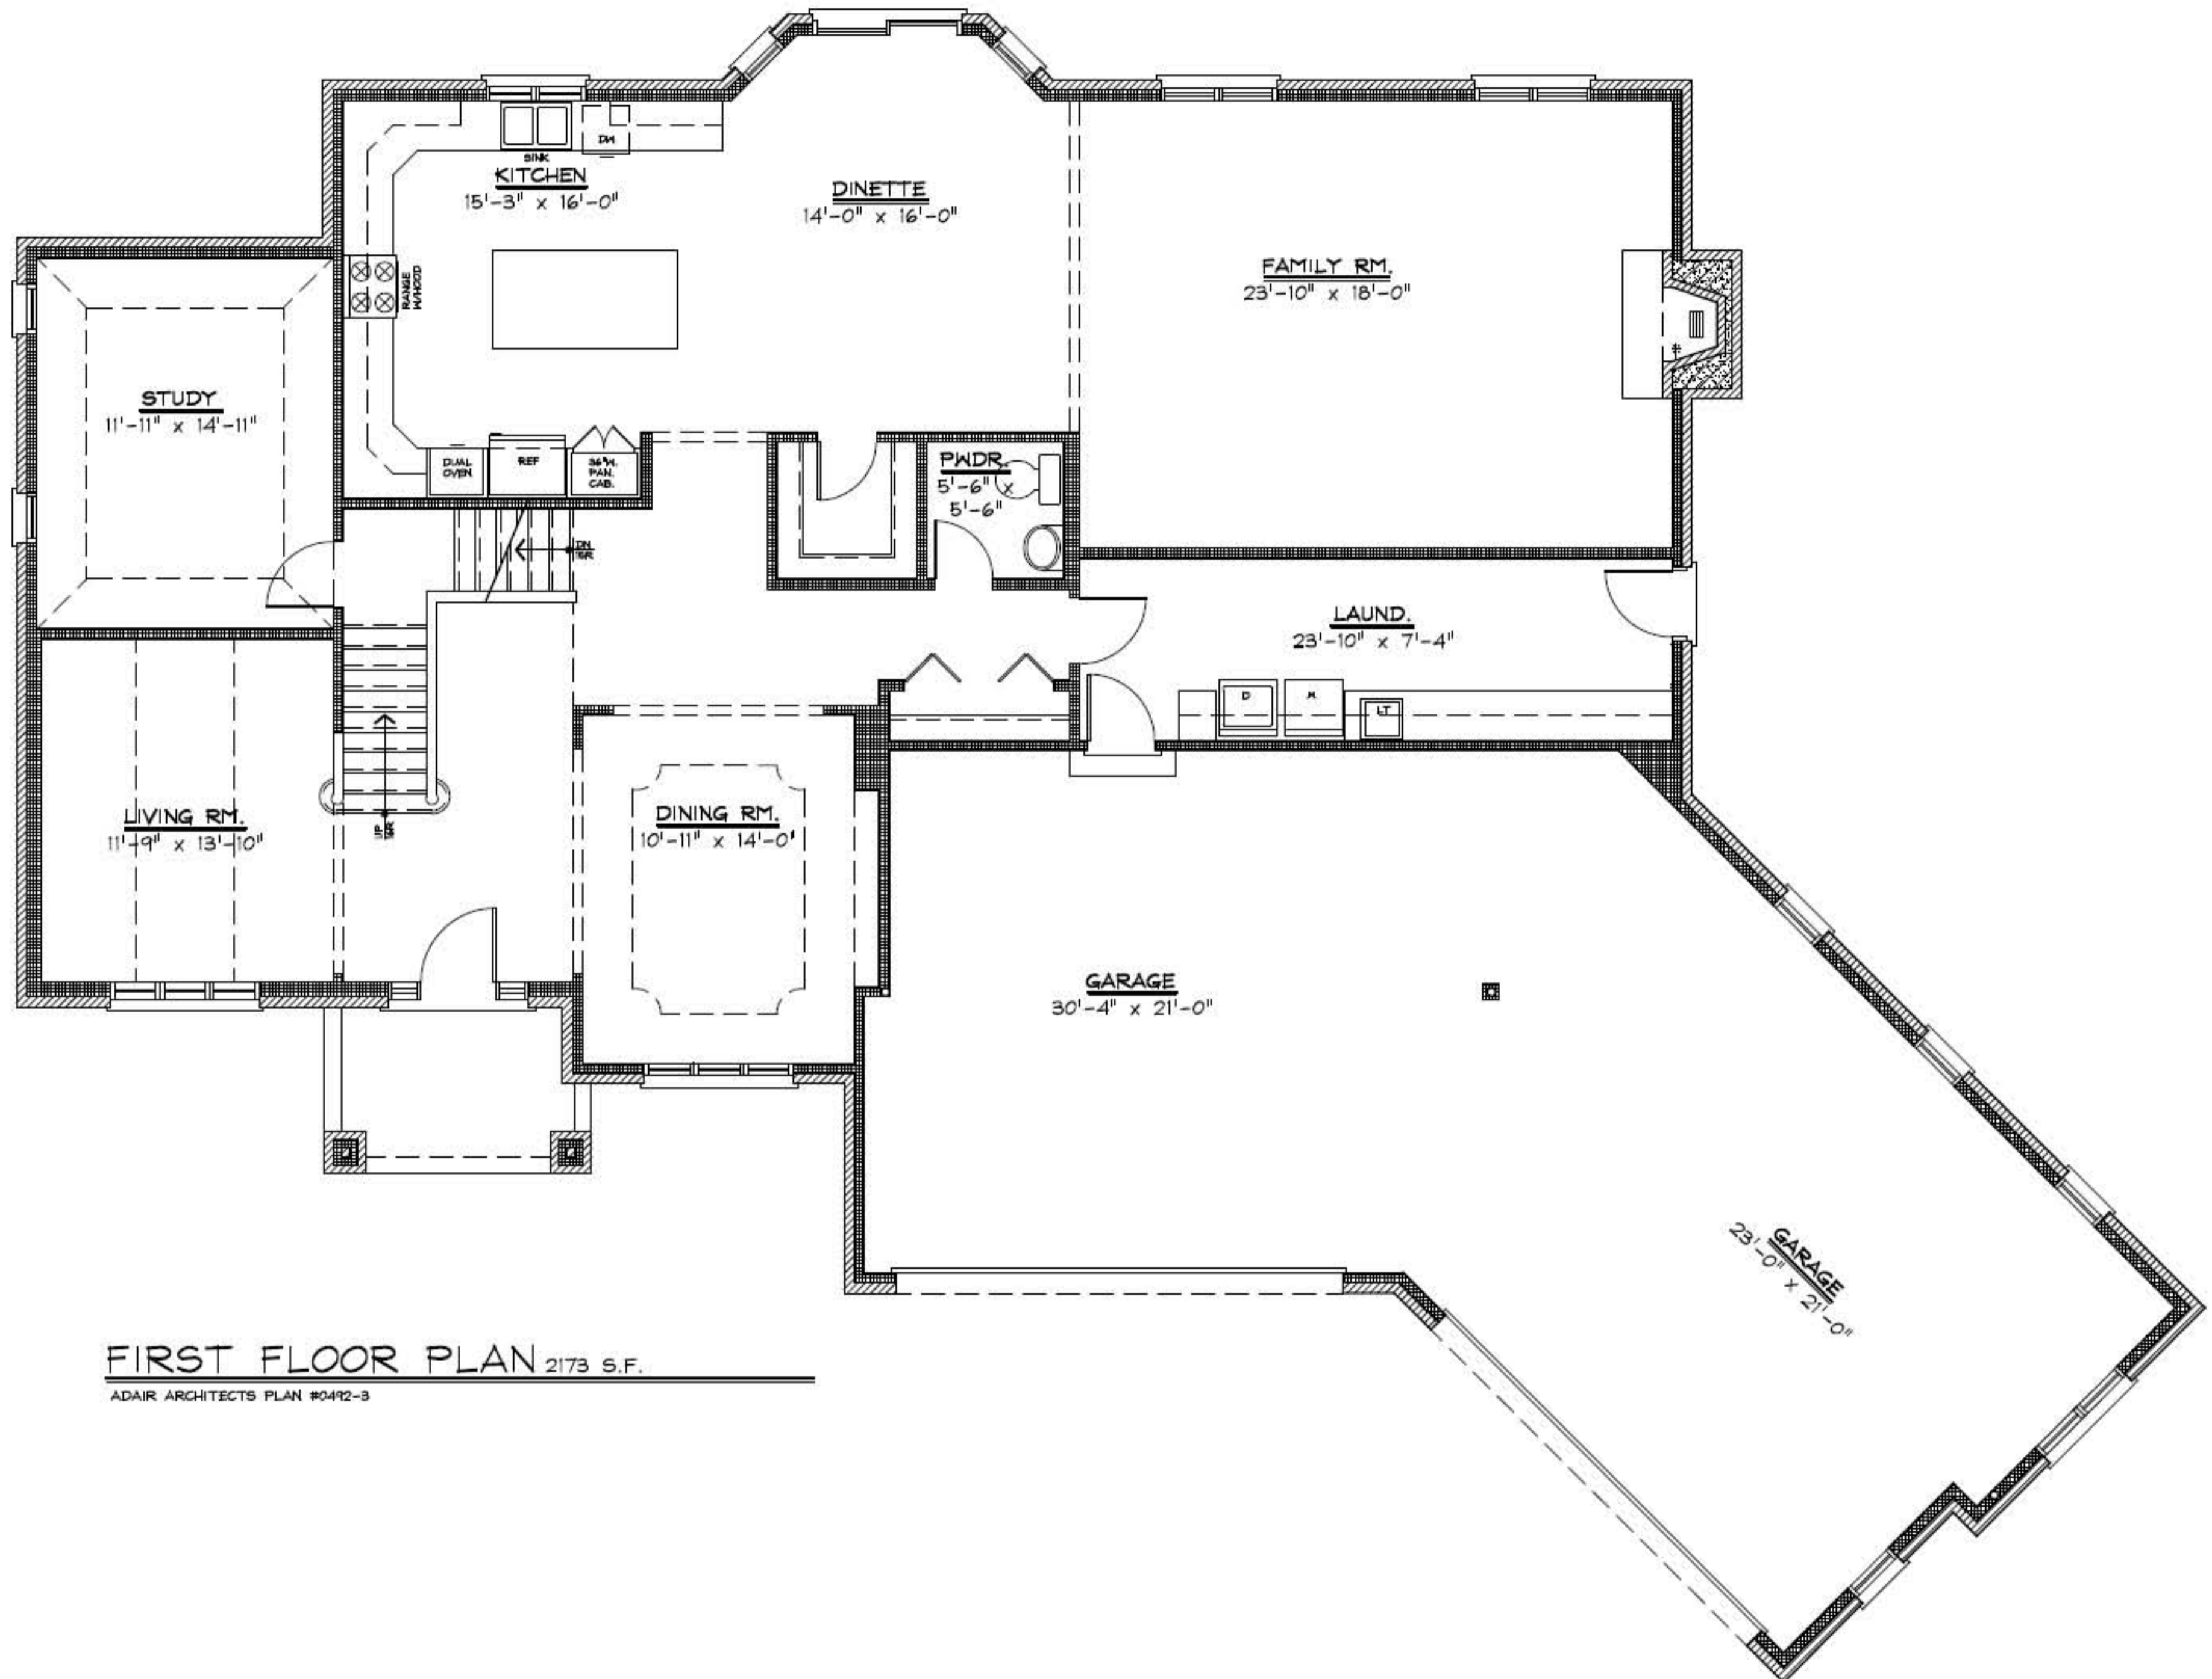 SINK
DW
KITCHEN
15'-3" x 16'-0"
DINETTE
14'-0" x 16'-0"
RANGE
W/HOOD
FAMILY RM.
23'-10" x 18'-0"
STUDY
11'-11" x 14'-11"
DUAL
OVEN
REF
36"W.
PAN.
CAB.
PWDR.
5'-6" x
5'-6"
DN
LAUND.
23'-10" x 7'-4"
D
W
LT
LIVING RM.
11'-9" x 13'-10"
UP
DINING RM.
10'-11" x 14'-0"
GARAGE
30'-4" x 21'-0"
GARAGE
23'-0" x 21'-0"
FIRST FLOOR PLAN 2173 S.F.
ADAIR ARCHITECTS PLAN #0492-3